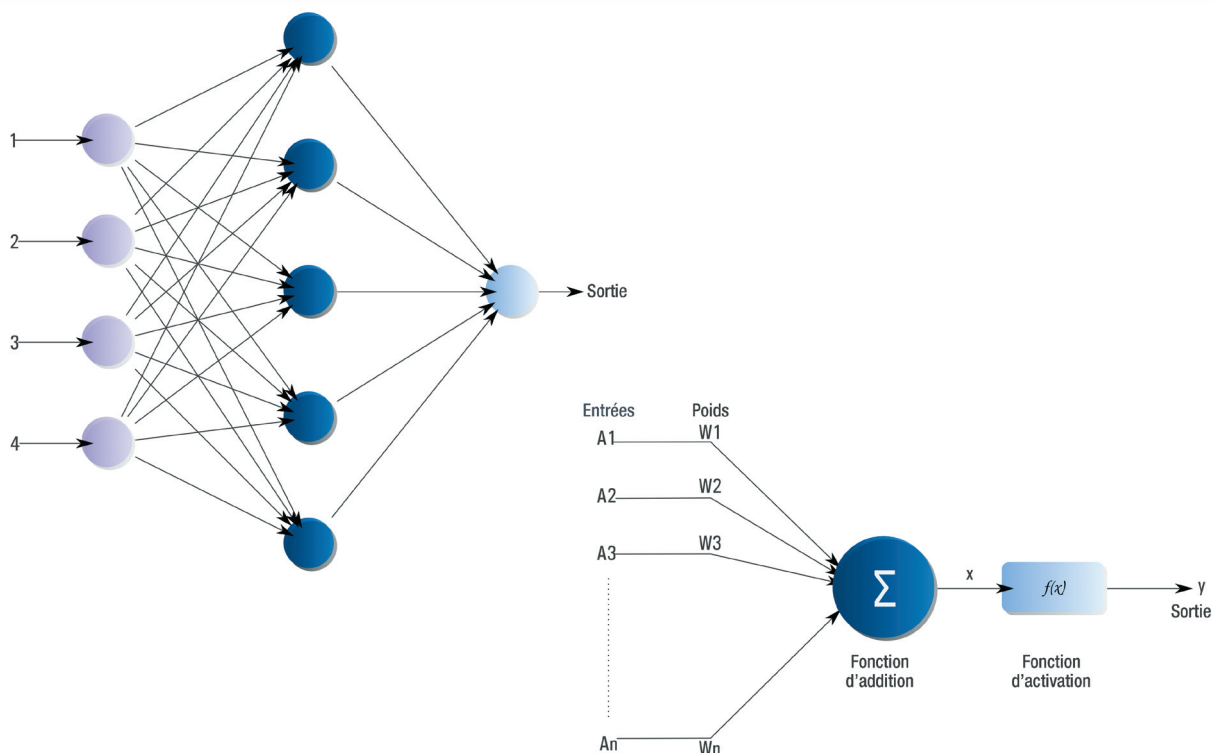 1
2
3
4
Sortie
Entrées Poids
A1 W1
A2 W2
A3 W3
An Wn
Σ
x
f(x)
y
Sortie
Fonction
d'addition
Fonction
d'activation